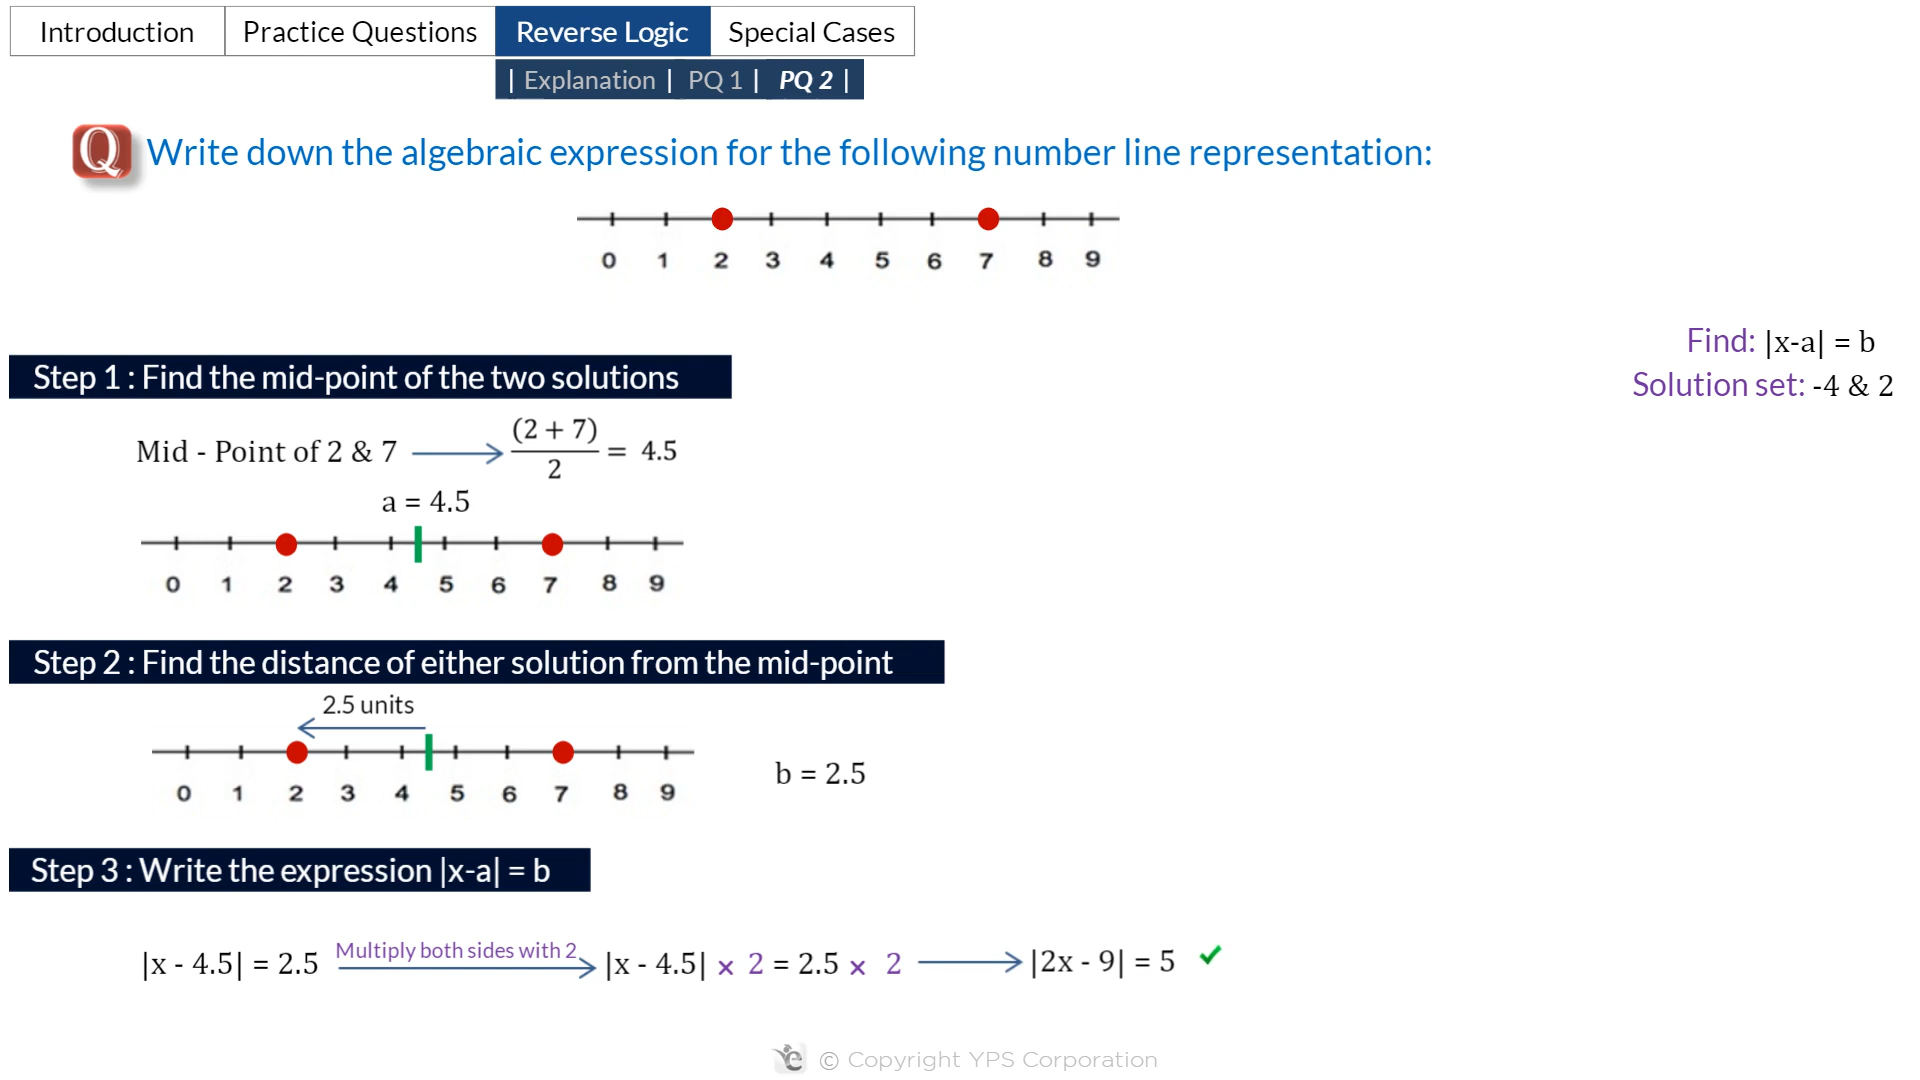 Introduction Practice Questions Reverse Logic Special Cases
| Explanation | PQ 1 | PQ 2 |
Q Write down the algebraic expression for the following number line representation:
0 1 2 3 4 5 6 7 8 9
Find: |x-a| = b
Solution set: -4 & 2
Step 1 : Find the mid-point of the two solutions
Mid - Point of 2 & 7 ⟶ (2 + 7)/2 = 4.5
a = 4.5
0 1 2 3 4 5 6 7 8 9
Step 2 : Find the distance of either solution from the mid-point
2.5 units
0 1 2 3 4 5 6 7 8 9
b = 2.5
Step 3 : Write the expression |x-a| = b
|x - 4.5| = 2.5 Multiply both sides with 2 ⟶ |x - 4.5| × 2 = 2.5 × 2 ⟶ |2x - 9| = 5 ✔
e © Copyright YPS Corporation